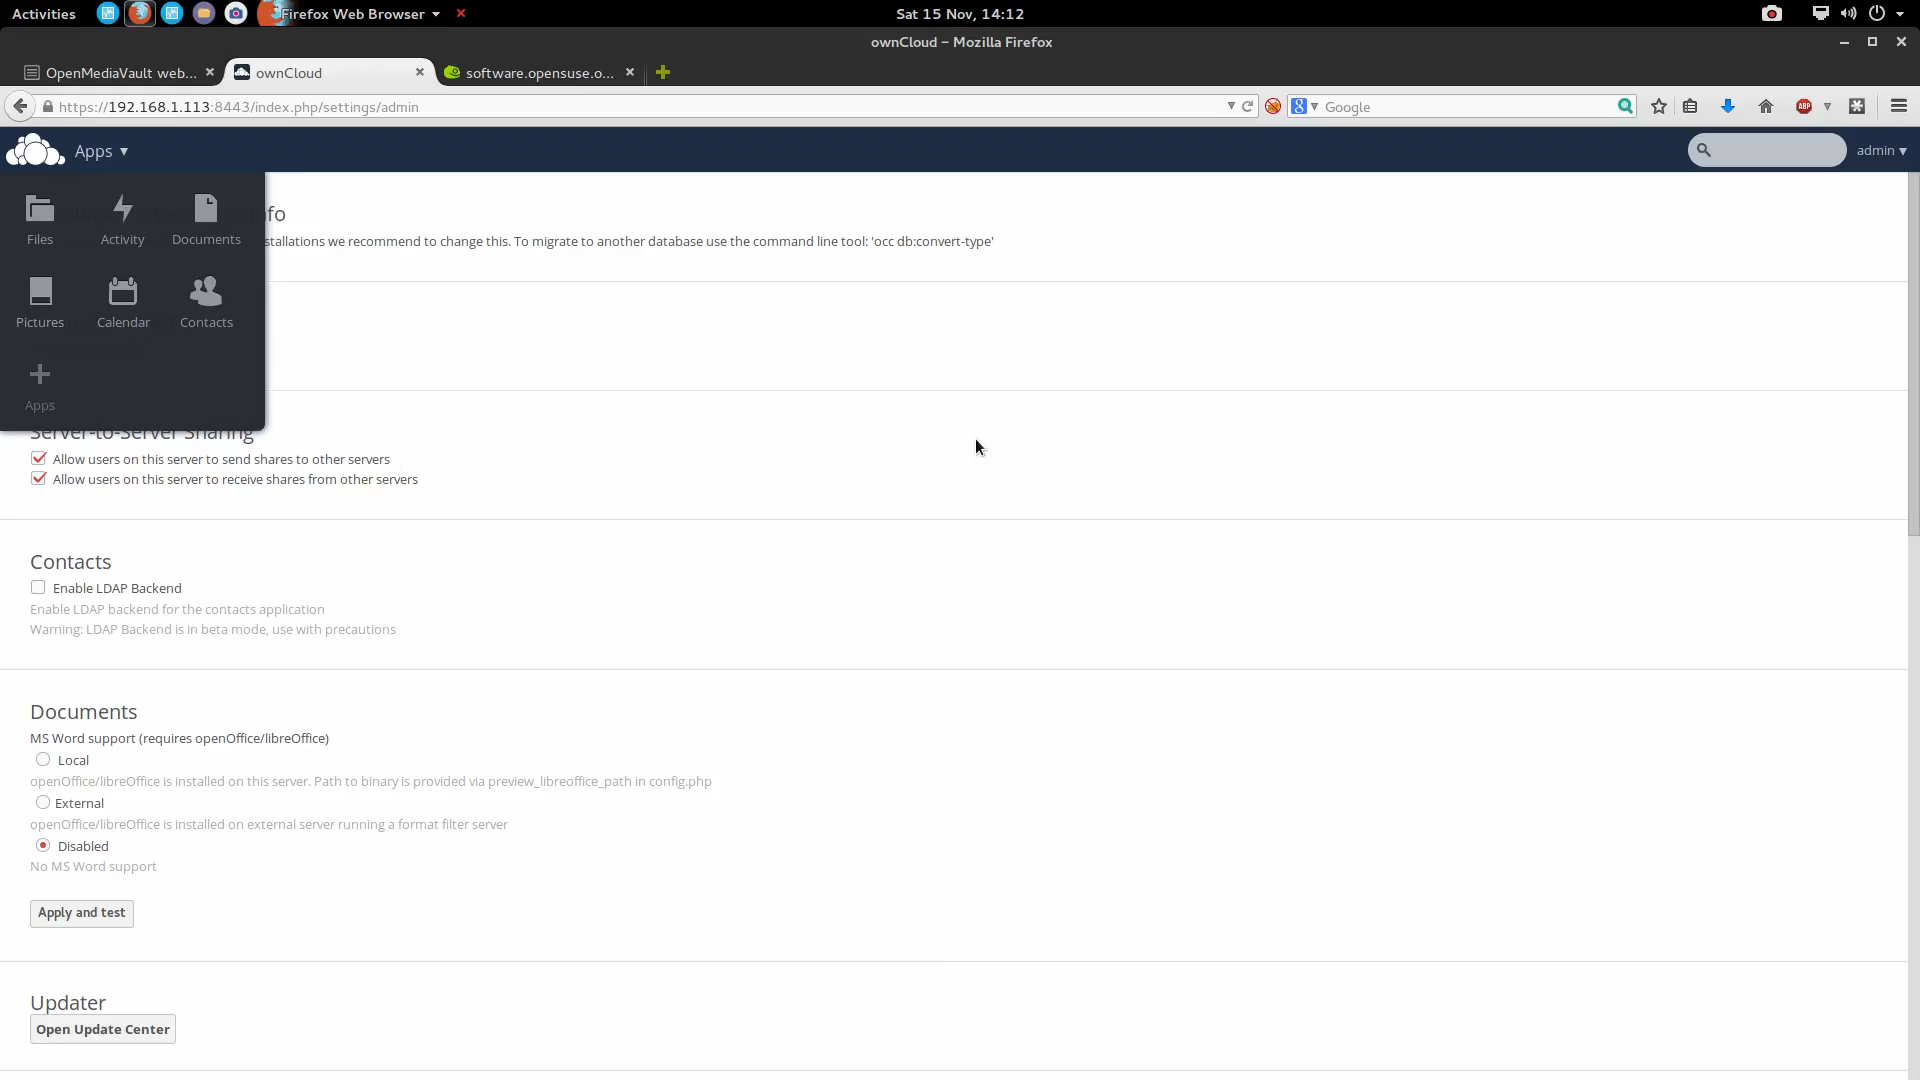 Activities
Firefox Web Browser
Sat 15 Nov, 14:12
ownCloud – Mozilla Firefox
OpenMediaVault web...
ownCloud
software.opensuse.o...
https://192.168.1.113:8443/index.php/settings/admin
8
Google
ABP
Apps
admin
Files
Activity
Documents
Pictures
Calendar
Contacts
Apps
nfo
stallations we recommend to change this. To migrate to another database use the command line tool: 'occ db:convert-type'
Server-to-Server Sharing
Allow users on this server to send shares to other servers
Allow users on this server to receive shares from other servers
Contacts
Enable LDAP Backend
Enable LDAP backend for the contacts application
Warning: LDAP Backend is in beta mode, use with precautions
Documents
MS Word support (requires openOffice/libreOffice)
Local
openOffice/libreOffice is installed on this server. Path to binary is provided via preview_libreoffice_path in config.php
External
openOffice/libreOffice is installed on external server running a format filter server
Disabled
No MS Word support
Apply and test
Updater
Open Update Center